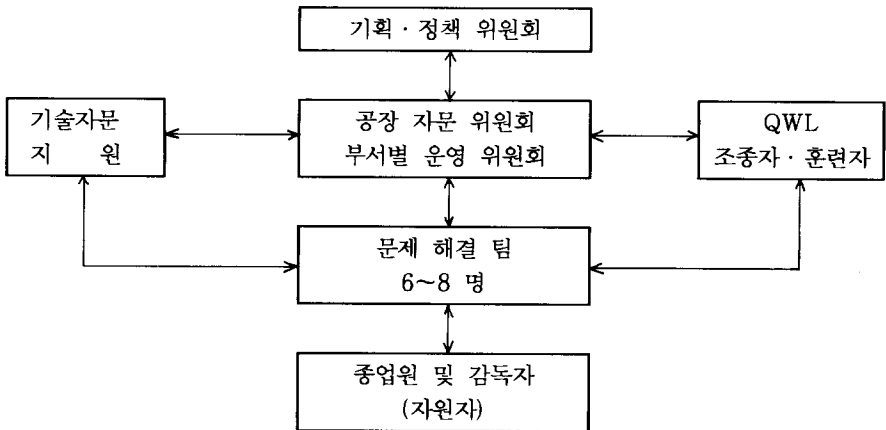 기획·정책 위원회
기술자문
지 원
공장 자문 위원회
부서별 운영 위원회
QWL
조종자·훈련자
문제 해결 팀
6~8 명
종업원 및 감독자
(자원자)